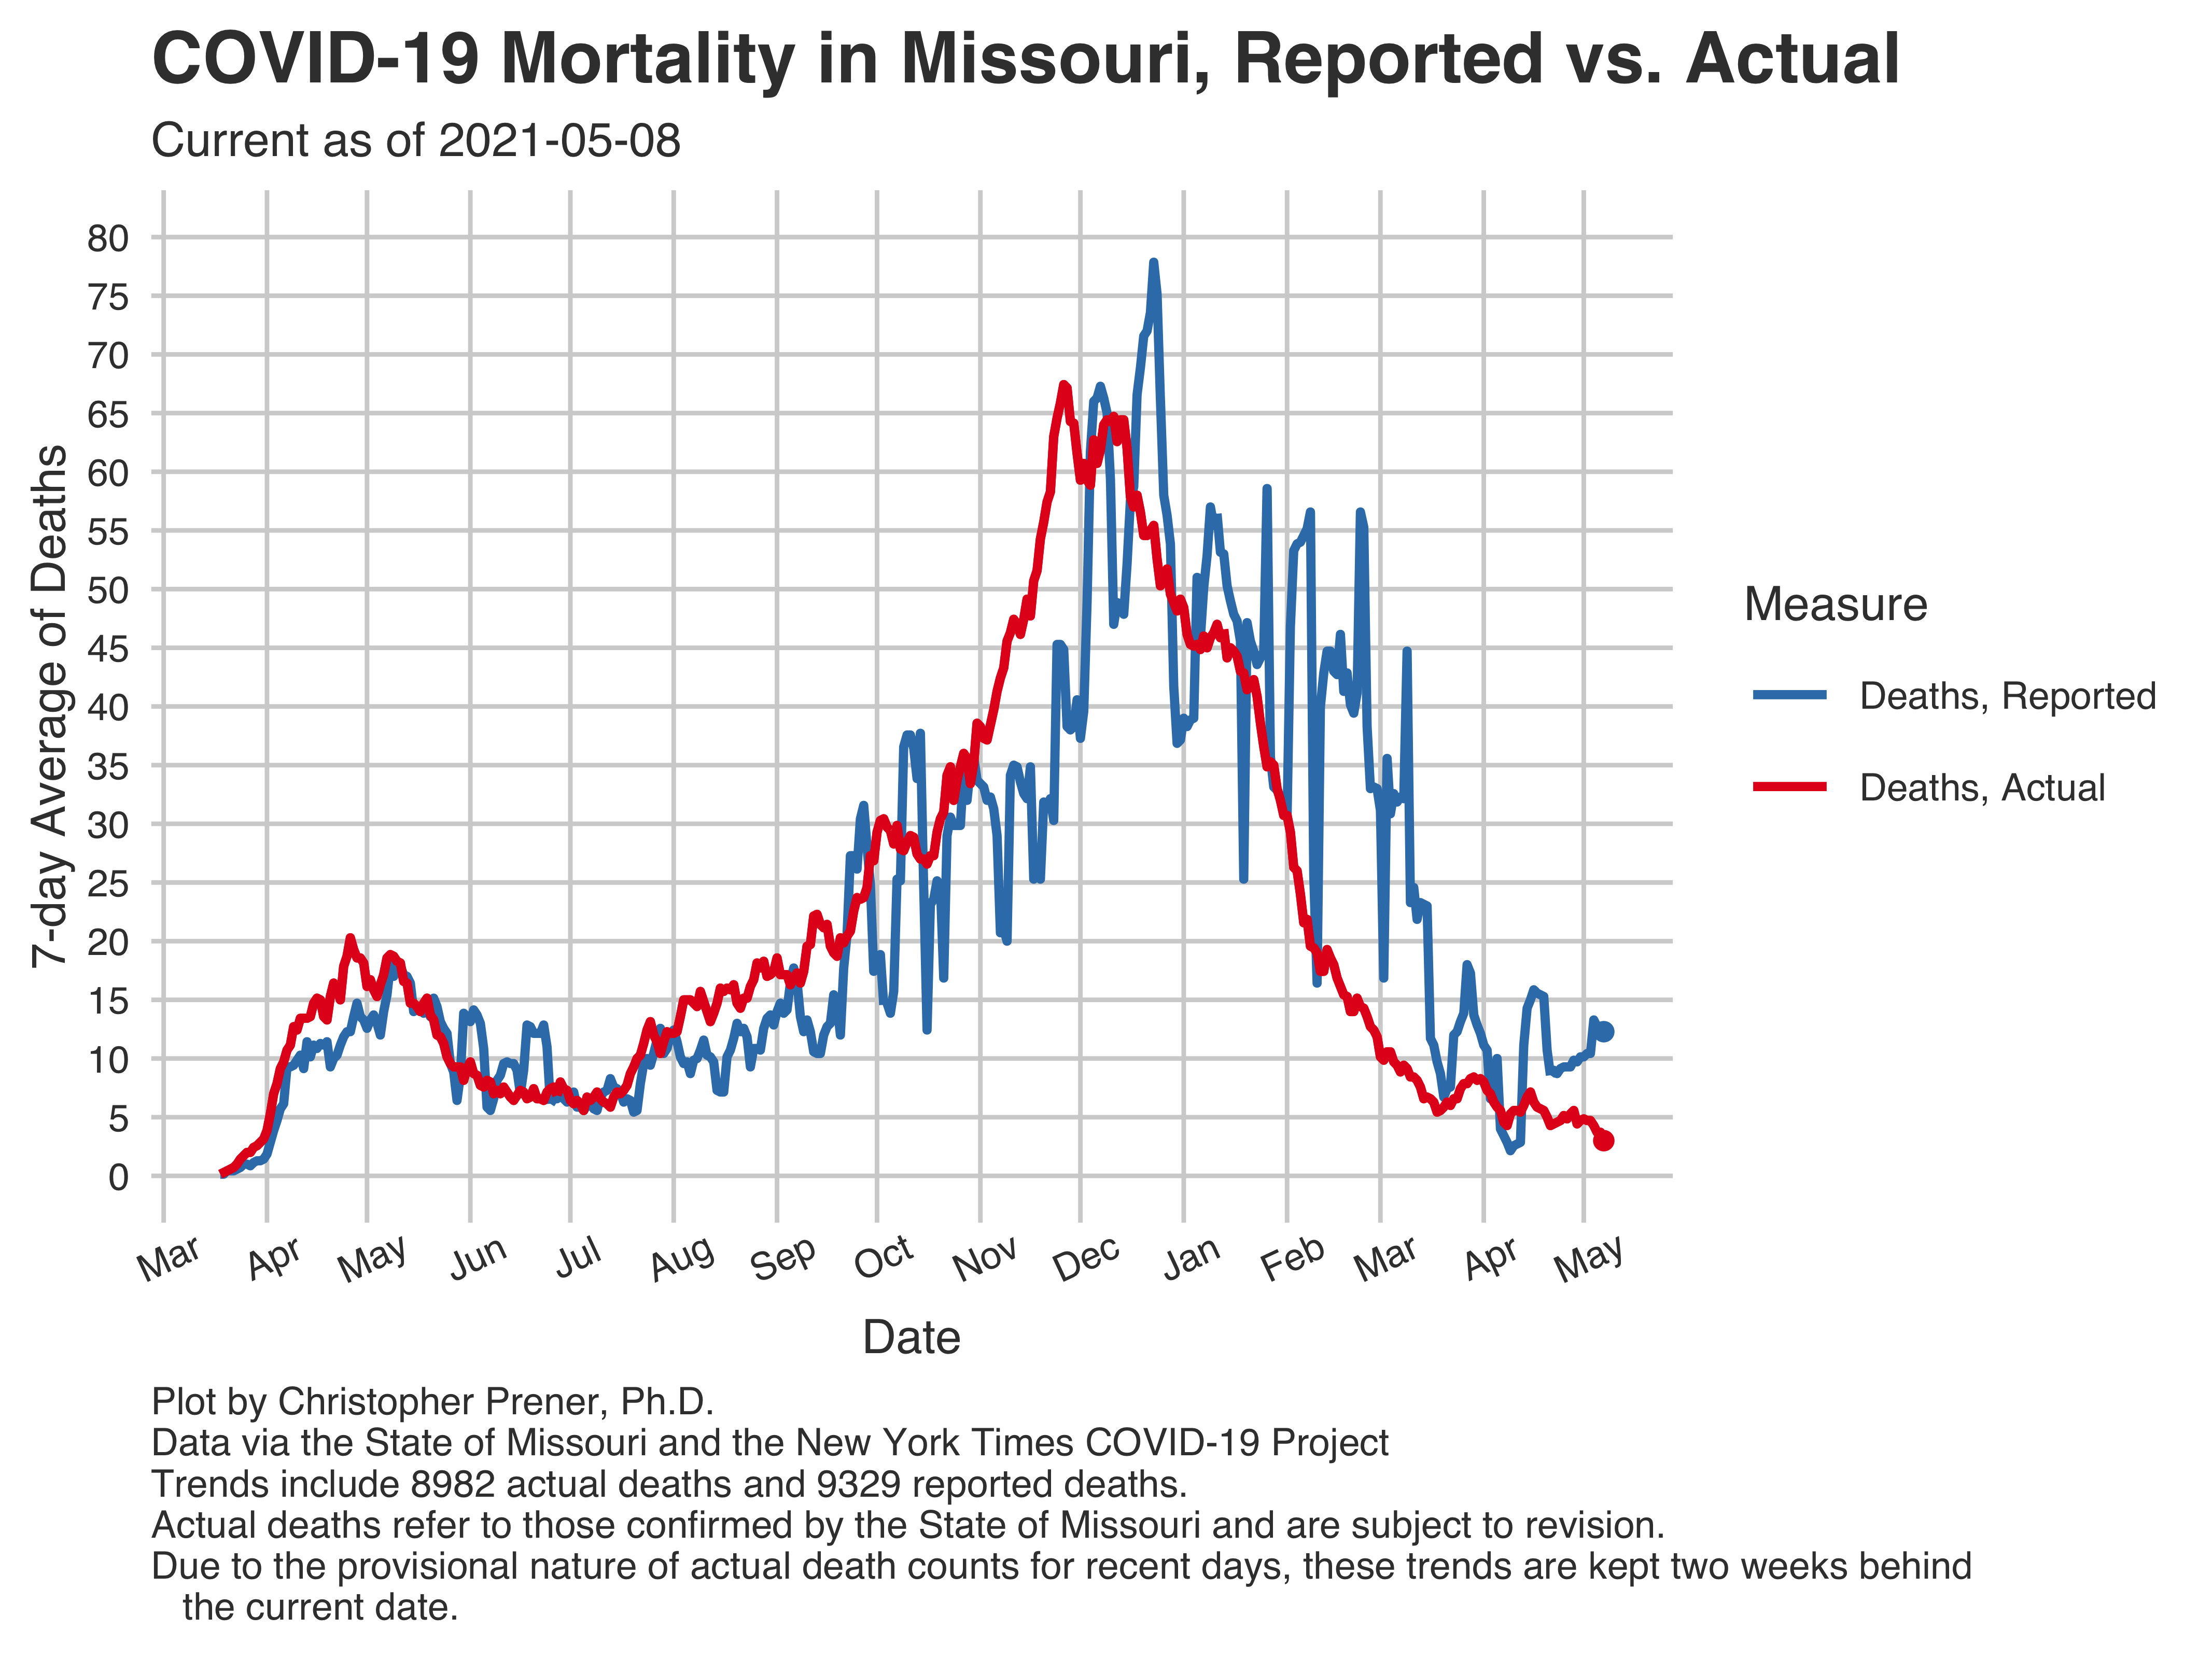 COVID-19 Mortality in Missouri, Reported vs. Actual
Current as of 2021-05-08
7-day Average of Deaths
80
75
70
65
60
55
50
45
40
35
30
25
20
15
10
5
0
Mar Apr May Jun Jul Aug Sep Oct Nov Dec Jan Feb Mar Apr May
Date
Measure
Deaths, Reported
Deaths, Actual
Plot by Christopher Prener, Ph.D.
Data via the State of Missouri and the New York Times COVID-19 Project
Trends include 8982 actual deaths and 9329 reported deaths.
Actual deaths refer to those confirmed by the State of Missouri and are subject to revision.
Due to the provisional nature of actual death counts for recent days, these trends are kept two weeks behind
the current date.